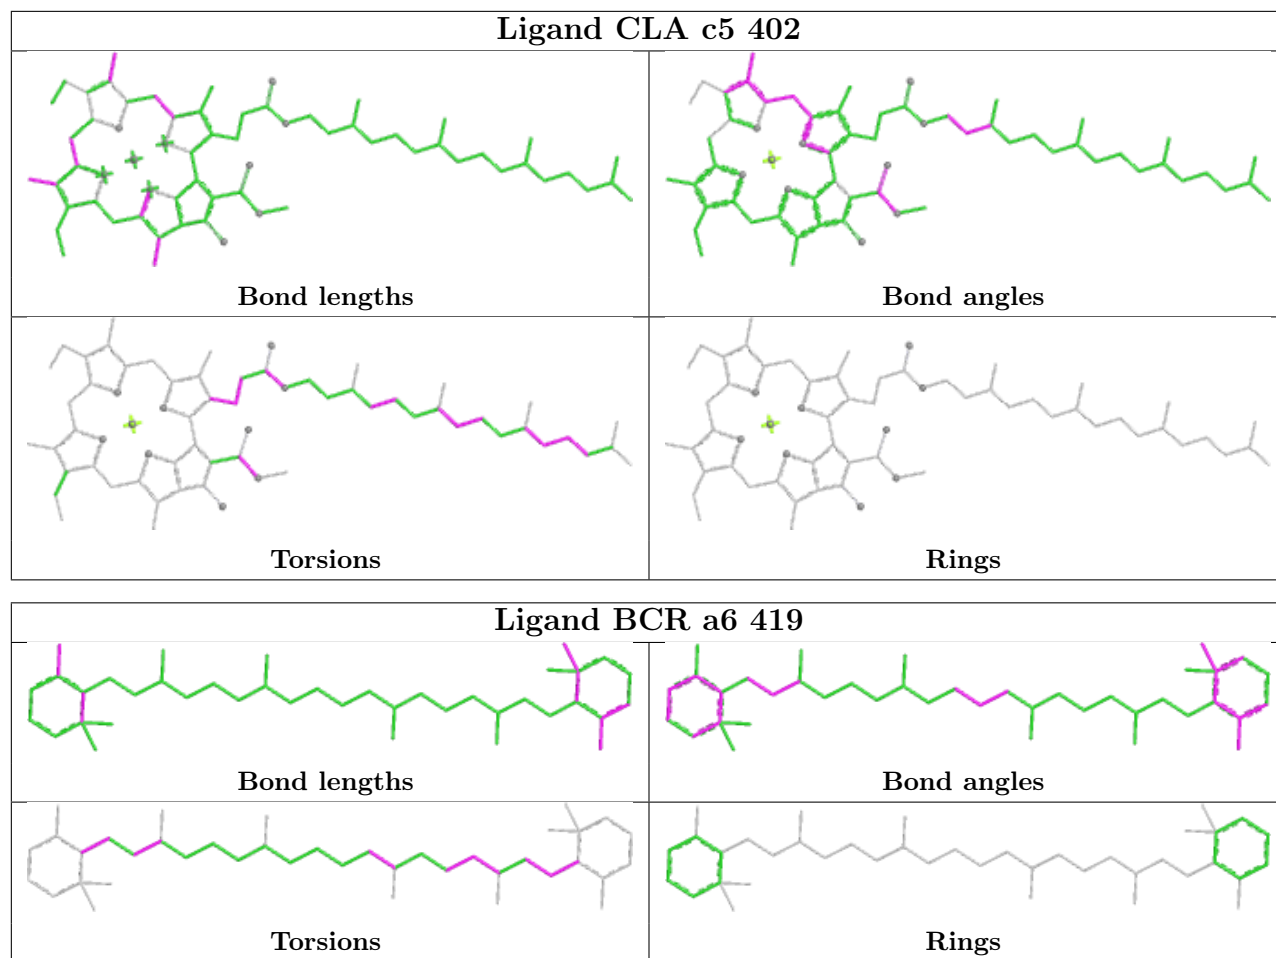 Ligand CLA c5 402
Bond lengths
Bond angles
Torsions
Rings
Ligand BCR a6 419
Bond lengths
Bond angles
Torsions
Rings